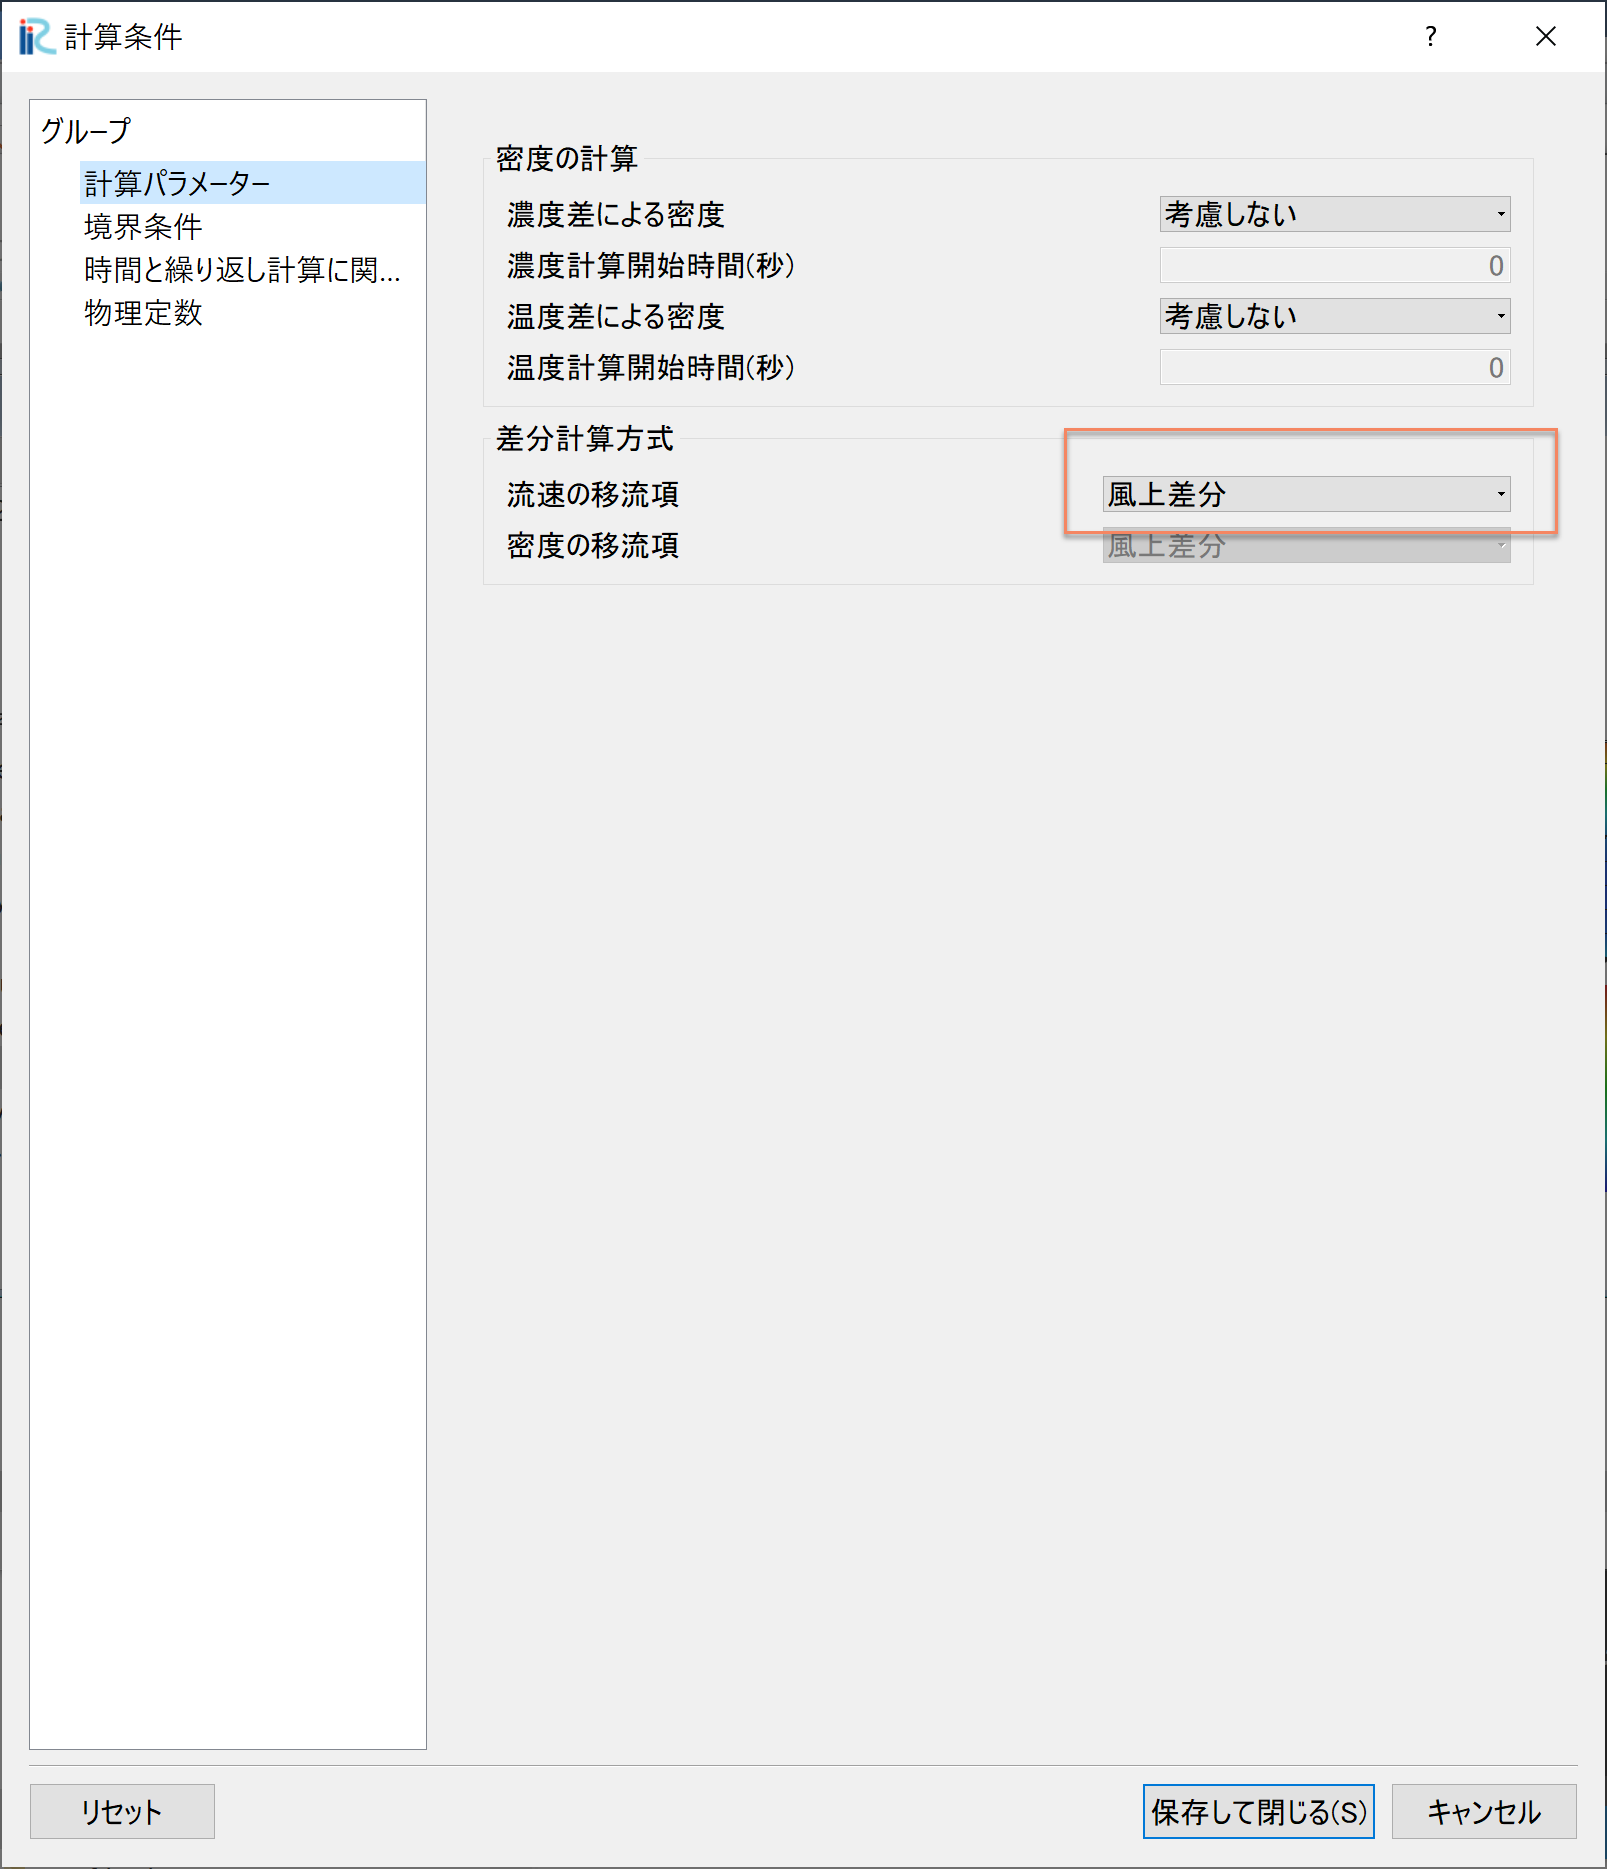 iRIC 計算条件 ?
グループ
計算パラメーター
境界条件
時間と繰り返し計算に関...
物理定数
密度の計算
濃度差による密度 考慮しない
濃度計算開始時間(秒) 0
温度差による密度 考慮しない
温度計算開始時間(秒) 0
差分計算方式
流速の移流項 風上差分
密度の移流項 風上差分
リセット 保存して閉じる(S) キャンセル